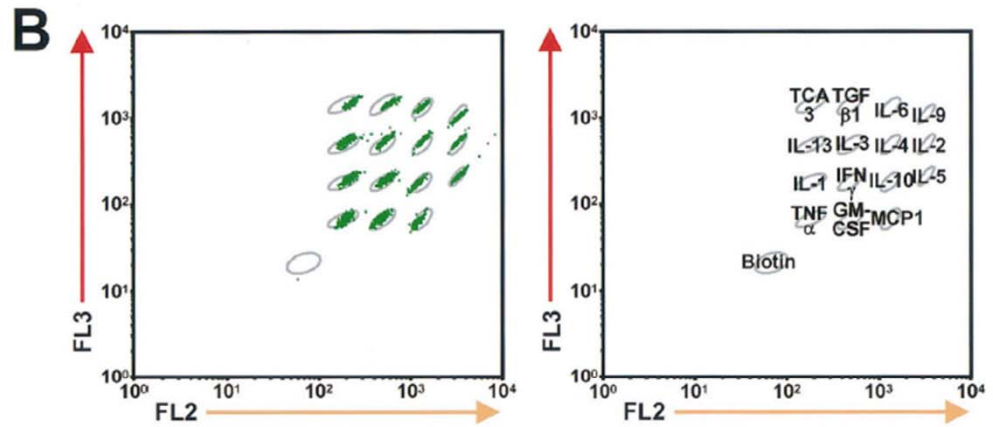 B
10⁴
10³
10²
10¹
10⁰
FL3
10⁰ 10¹ 10² 10³ 10⁴
FL2
10⁴
10³
10²
10¹
10⁰
FL3
TCA TGF
3 β1 IL-6 IL-9
IL-13 IL-3 IL-4 IL-2
IL-1 IFN IL-10 IL-5
γ
TNF GM- MCP1
α CSF
Biotin
10⁰ 10¹ 10² 10³ 10⁴
FL2